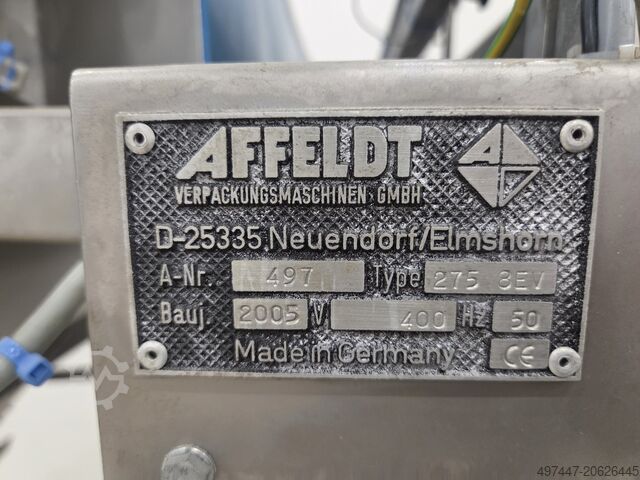 AFFELDT
VERPACKUNGSMASCHINEN GMBH
D-25335 Neuendorf/Elmshorn
A-Nr. 497 Type 275 8EV
Bauj. 2005 V 400 Hz 50
Made in Germany CE
497447-20626445